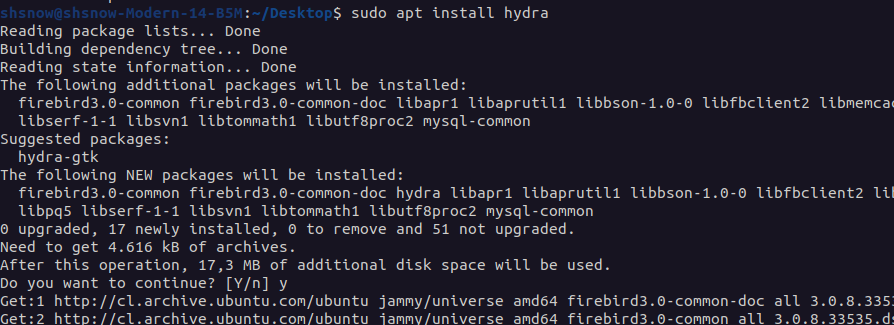 shsnow@shsnow-Modern-14-B5M:~/Desktop$ sudo apt install hydra
Reading package lists... Done
Building dependency tree... Done
Reading state information... Done
The following additional packages will be installed:
  firebird3.0-common firebird3.0-common-doc libapr1 libaprutil1 libbson-1.0-0 libfbclient2 libmemcac
  libserf-1-1 libsvn1 libtommath1 libutf8proc2 mysql-common
Suggested packages:
  hydra-gtk
The following NEW packages will be installed:
  firebird3.0-common firebird3.0-common-doc hydra libapr1 libaprutil1 libbson-1.0-0 libfbclient2 lib
  libpq5 libserf-1-1 libsvn1 libtommath1 libutf8proc2 mysql-common
0 upgraded, 17 newly installed, 0 to remove and 51 not upgraded.
Need to get 4.616 kB of archives.
After this operation, 17,3 MB of additional disk space will be used.
Do you want to continue? [Y/n] y
Get:1 http://cl.archive.ubuntu.com/ubuntu jammy/universe amd64 firebird3.0-common-doc all 3.0.8.3353
Get:2 http://cl.archive.ubuntu.com/ubuntu jammy/universe amd64 firebird3.0-common all 3.0.8.33535.d